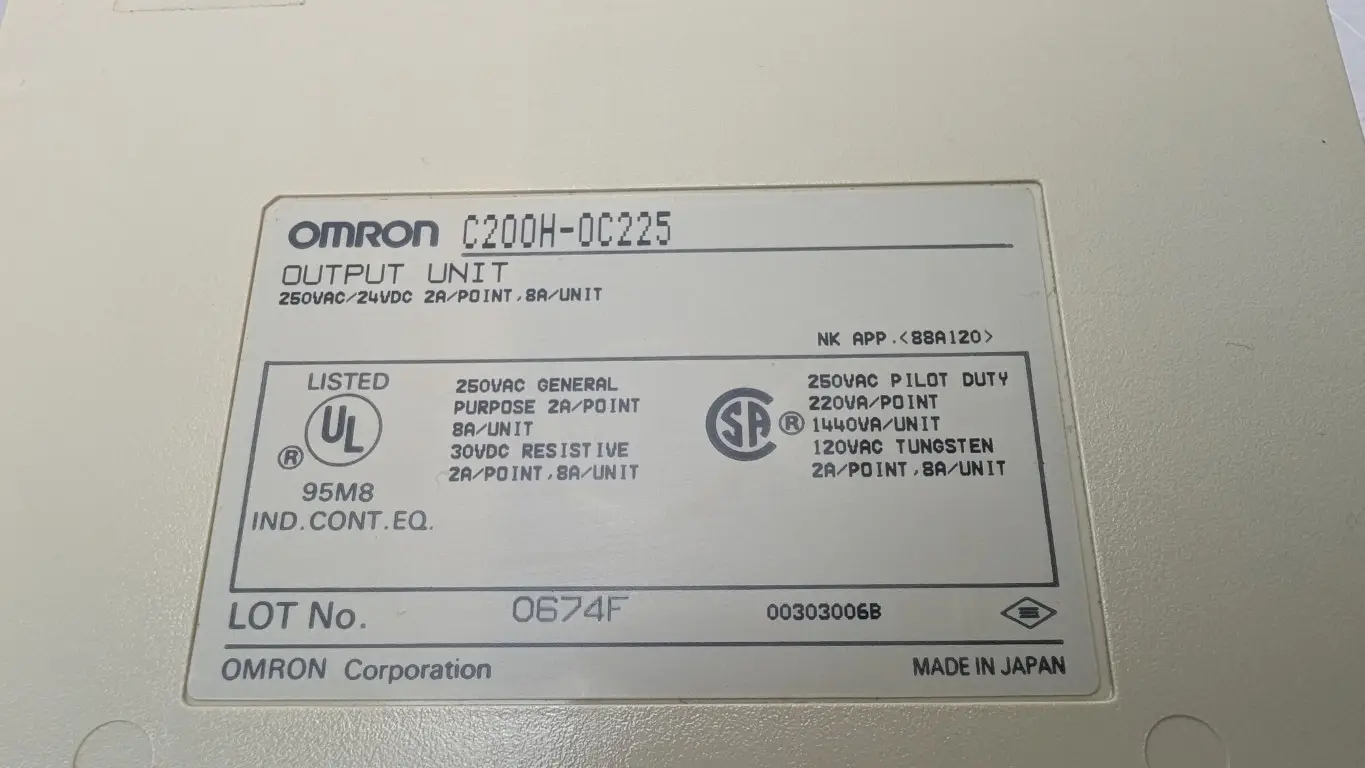 OMRON C200H-OC225
OUTPUT UNIT
250VAC/24VDC 2A/POINT,8A/UNIT
NK APP.<88A120>
LISTED
UL
®
95M8
IND.CONT.EQ.
250VAC GENERAL
PURPOSE 2A/POINT
8A/UNIT
30VDC RESISTIVE
2A/POINT,8A/UNIT
SA ®
250VAC PILOT DUTY
220VA/POINT
1440VA/UNIT
120VAC TUNGSTEN
2A/POINT,8A/UNIT
LOT No. 0674F 00303006B
OMRON Corporation MADE IN JAPAN